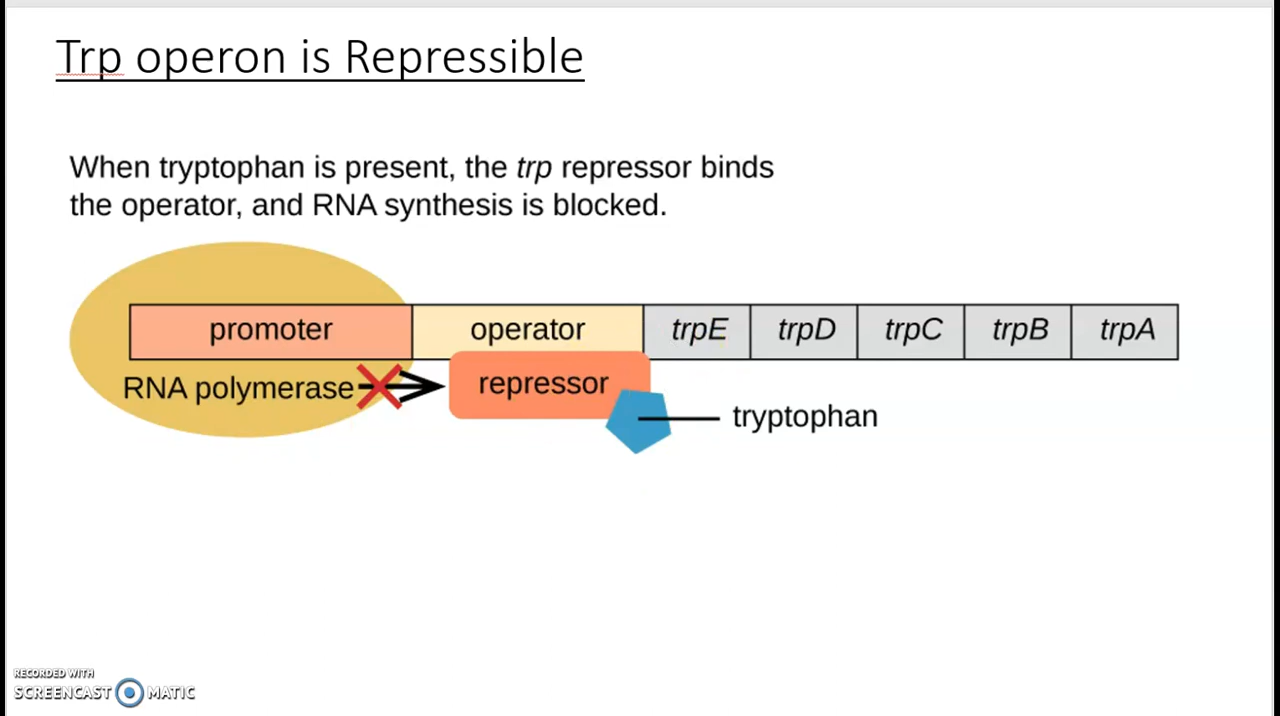 Trp operon is Repressible
When tryptophan is present, the trp repressor binds
the operator, and RNA synthesis is blocked.
promoter operator trpE trpD trpC trpB trpA
RNA polymerase repressor
tryptophan
RECORDED WITH
SCREENCAST MATIC